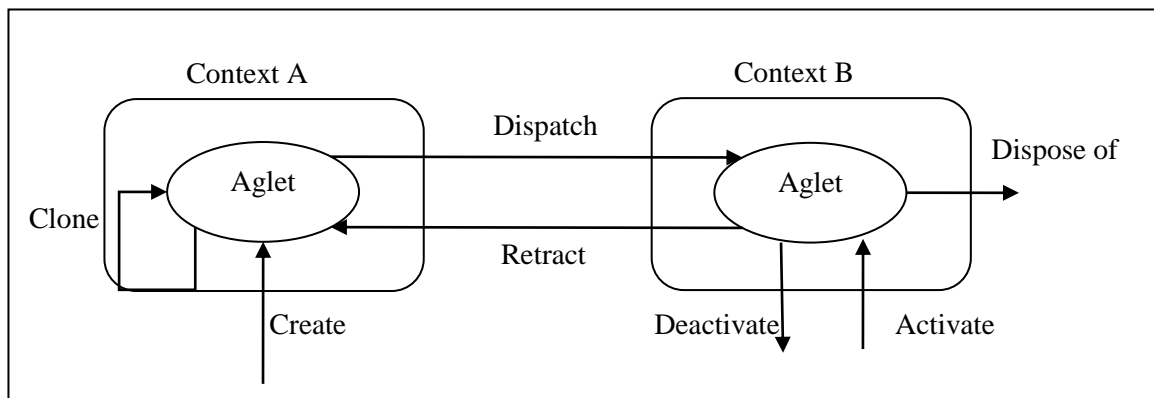 Context A
Context B
Dispatch
Dispose of
Aglet
Aglet
Clone
Retract
Create
Deactivate
Activate